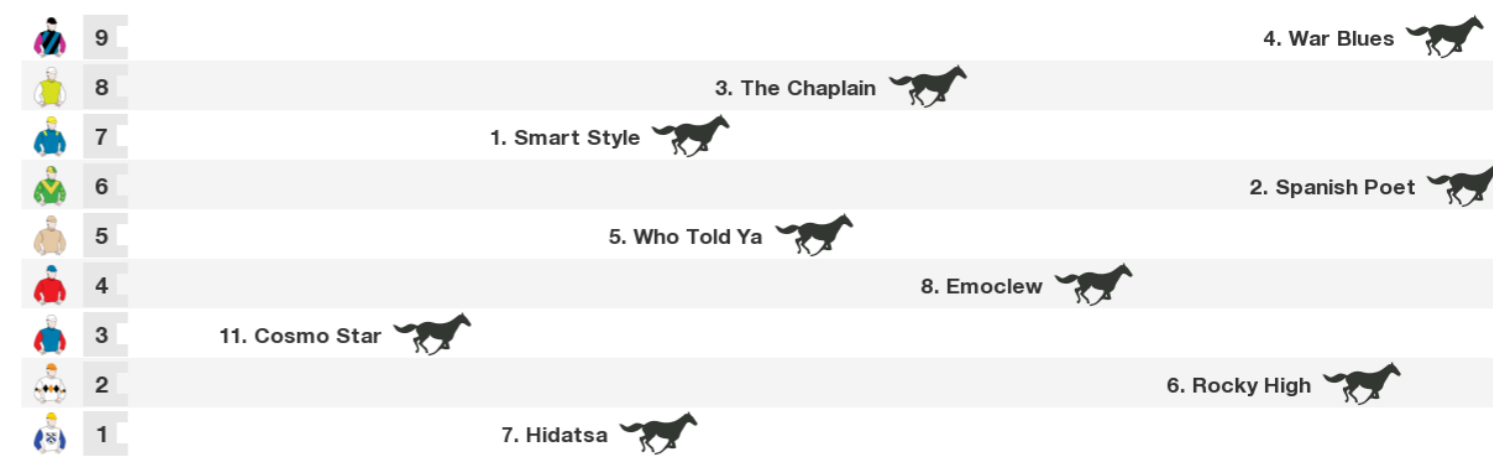 9 4. War Blues
8 3. The Chaplain
7 1. Smart Style
6 2. Spanish Poet
5 5. Who Told Ya
4 8. Emoclew
3 11. Cosmo Star
2 6. Rocky High
1 7. Hidatsa